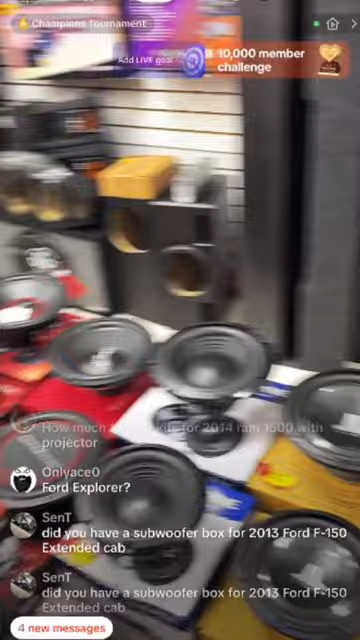 Champions Tournament
Add LIVE goal
10,000 member
challenge
How much
kits for 2014 ram 1500 with
projector
Onlyace0
Ford Explorer?
SenT
did you have a subwoofer box for 2013 Ford F-150
Extended cab
SenT
did you have a subwoofer box for 2013 Ford F-150
Extended cab
4 new messages